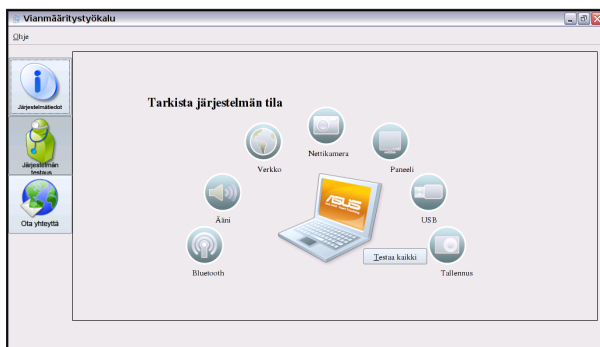 Vianmääritystyökalu
Ohje
Järjestelmätiedot
Järjestelmän
testaus
Ota yhteyttä
Tarkista järjestelmän tila
Nettikamera
Verkko
Paneeli
Ääni
ASUS
USB
Testaa kaikki
Bluetooth
Tallennus